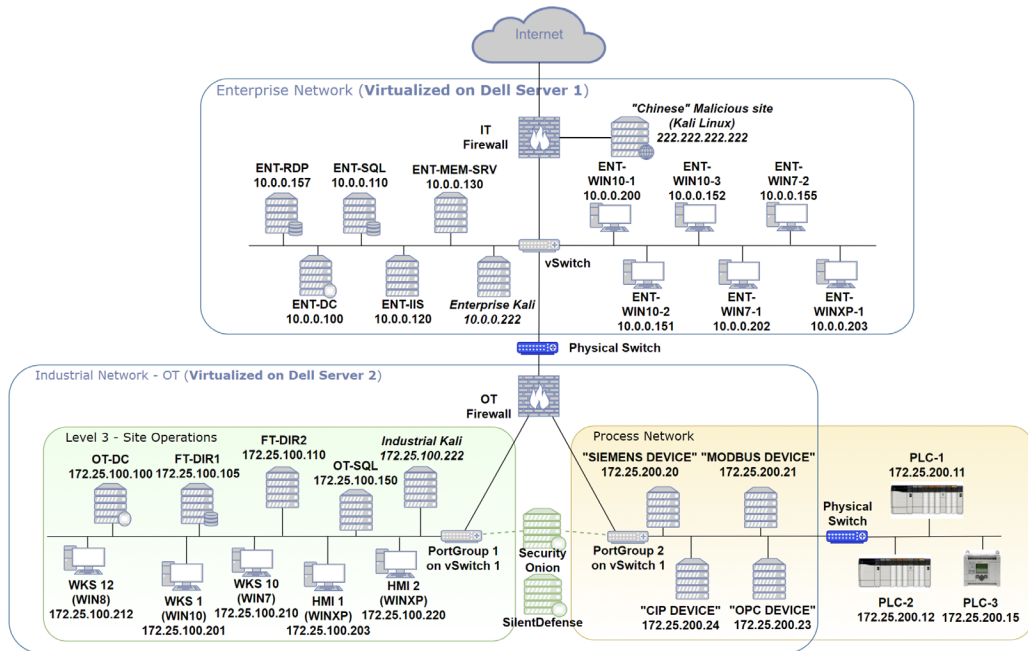 Internet
Enterprise Network (Virtualized on Dell Server 1)
"Chinese" Malicious site
(Kali Linux)
222.222.222.222
IT
Firewall
ENT-RDP
10.0.0.157
ENT-SQL
10.0.0.110
ENT-MEM-SRV
10.0.0.130
ENT-
WIN10-1
10.0.0.200
ENT-
WIN10-3
10.0.0.152
ENT-
WIN7-2
10.0.0.155
vSwitch
ENT-DC
10.0.0.100
ENT-IIS
10.0.0.120
Enterprise Kali
10.0.0.222
ENT-
WIN10-2
10.0.0.151
ENT-
WIN7-1
10.0.0.202
ENT-
WINXP-1
10.0.0.203
Physical Switch
Industrial Network - OT (Virtualized on Dell Server 2)
OT
Firewall
Level 3 - Site Operations
OT-DC
172.25.100.100
FT-DIR1
172.25.100.105
FT-DIR2
172.25.100.110
OT-SQL
172.25.100.150
Industrial Kali
172.25.100.222
WKS 12
(WIN8)
172.25.100.212
WKS 1
(WIN10)
172.25.100.201
WKS 10
(WIN7)
172.25.100.210
HMI 1
(WINXP)
172.25.100.203
HMI 2
(WINXP)
172.25.100.220
PortGroup 1
on vSwitch 1
Security
Onion
SilentDefense
Process Network
"SIEMENS DEVICE"
172.25.200.20
"MODBUS DEVICE"
172.25.200.21
PortGroup 2
on vSwitch 1
"CIP DEVICE"
172.25.200.24
"OPC DEVICE"
172.25.200.23
Physical
Switch
PLC-1
172.25.200.11
PLC-2
172.25.200.12
PLC-3
172.25.200.15